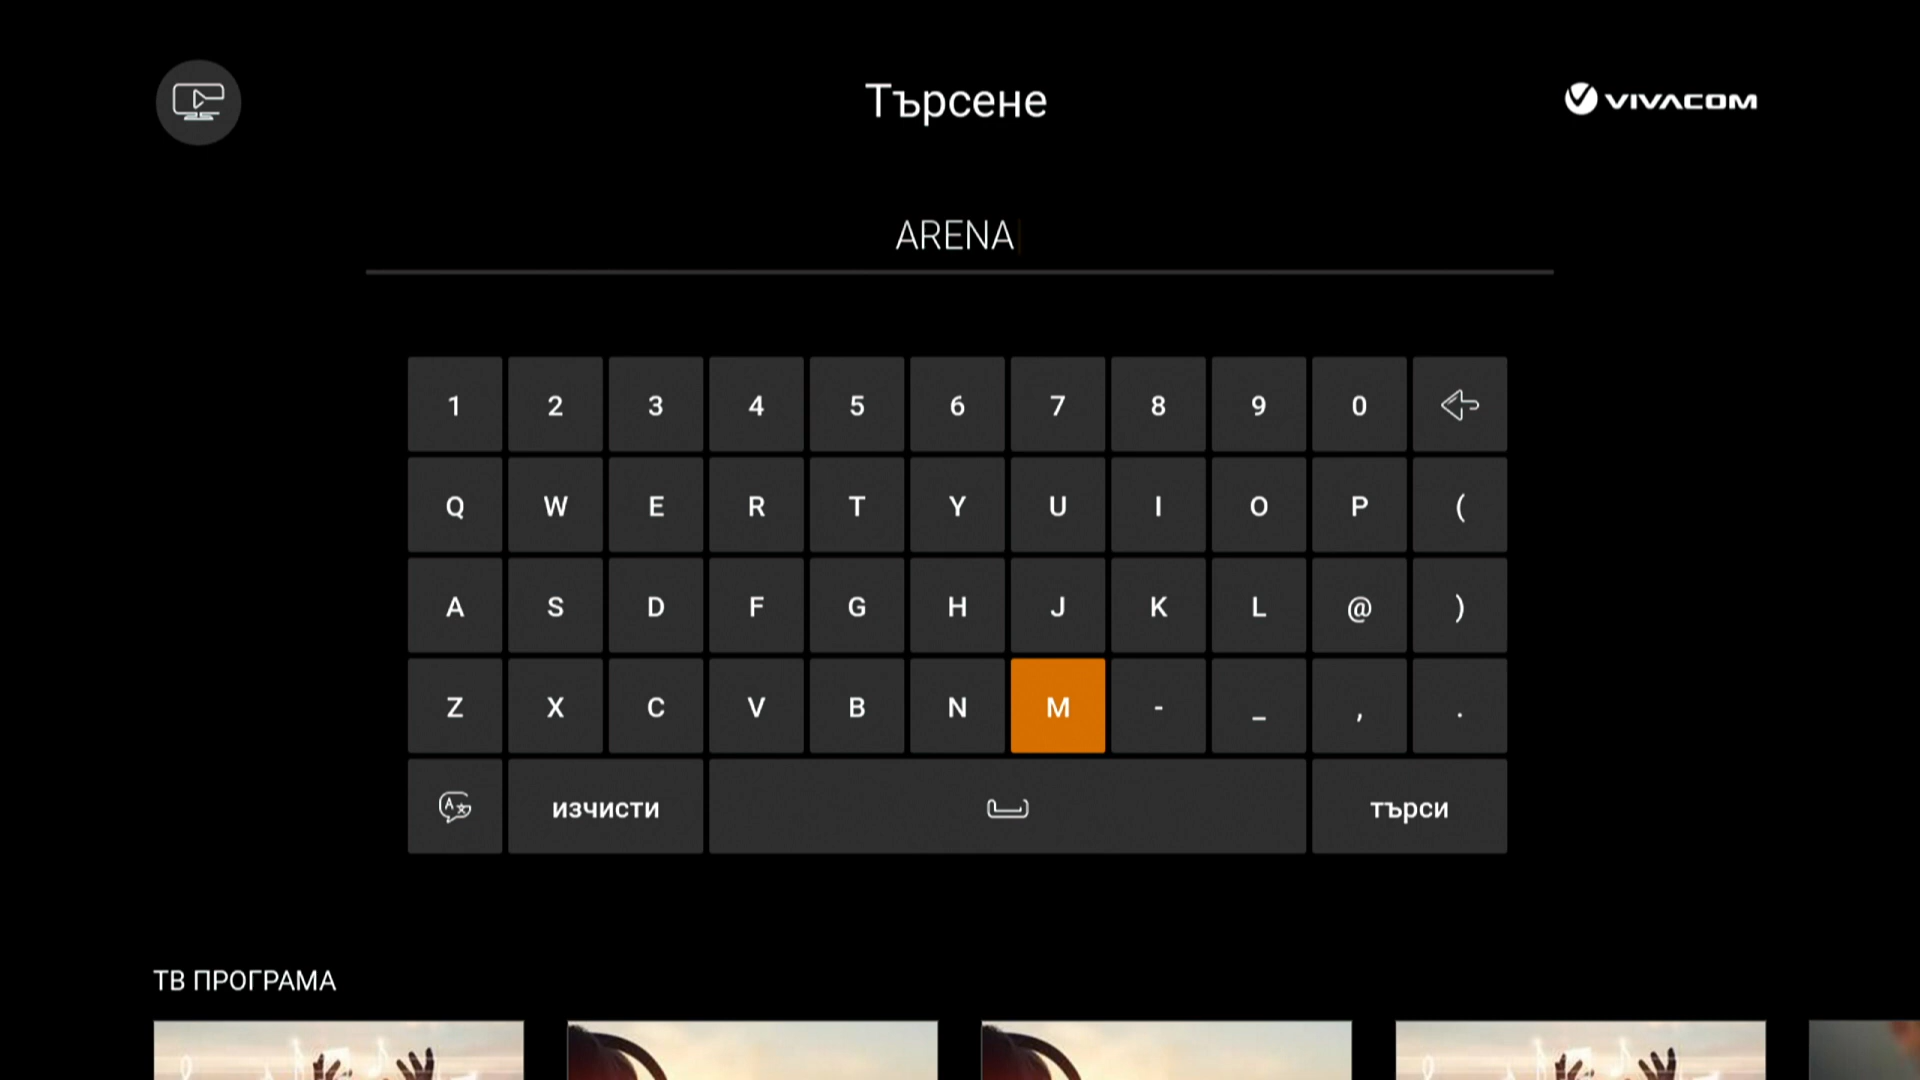 Търсене
VIVACOM
ARENA
1 2 3 4 5 6 7 8 9 0
Q W E R T Y U I O P (
A S D F G H J K L @ )
Z X C V B N M - _ , .
изчисти търси
ТВ ПРОГРАМА